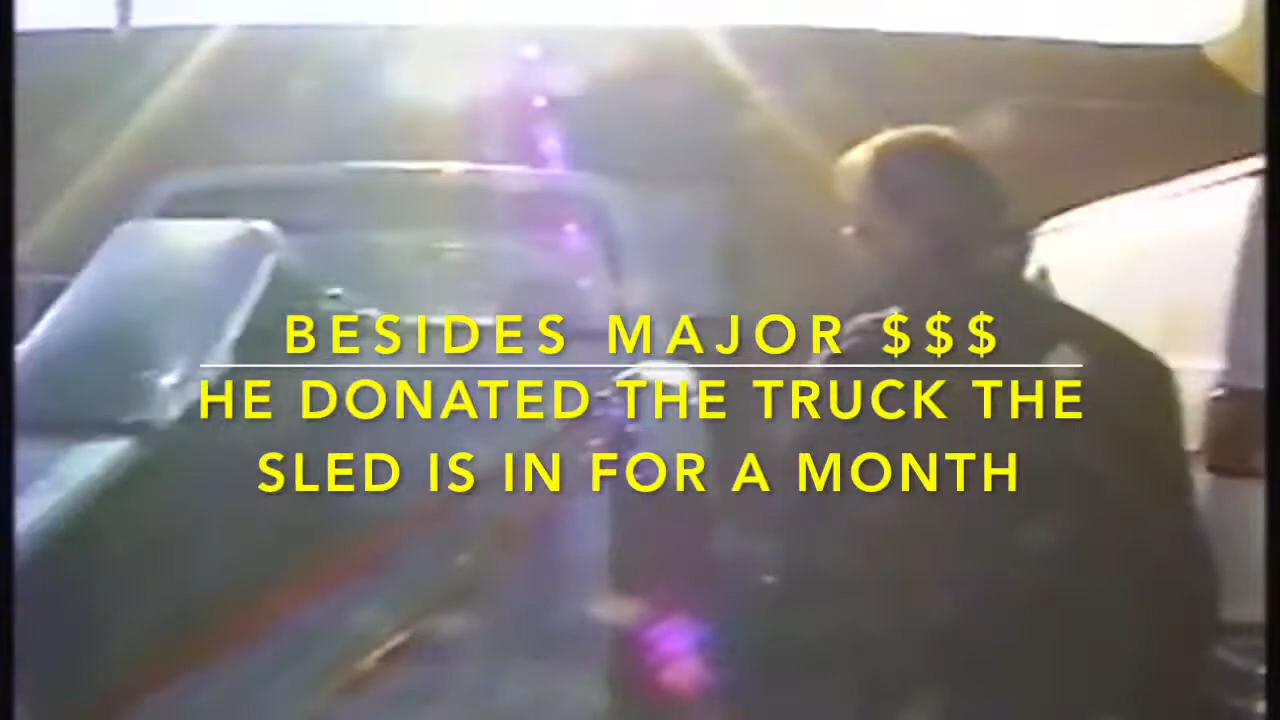 BESIDES MAJOR $$$
HE DONATED THE TRUCK THE
SLED IS IN FOR A MONTH